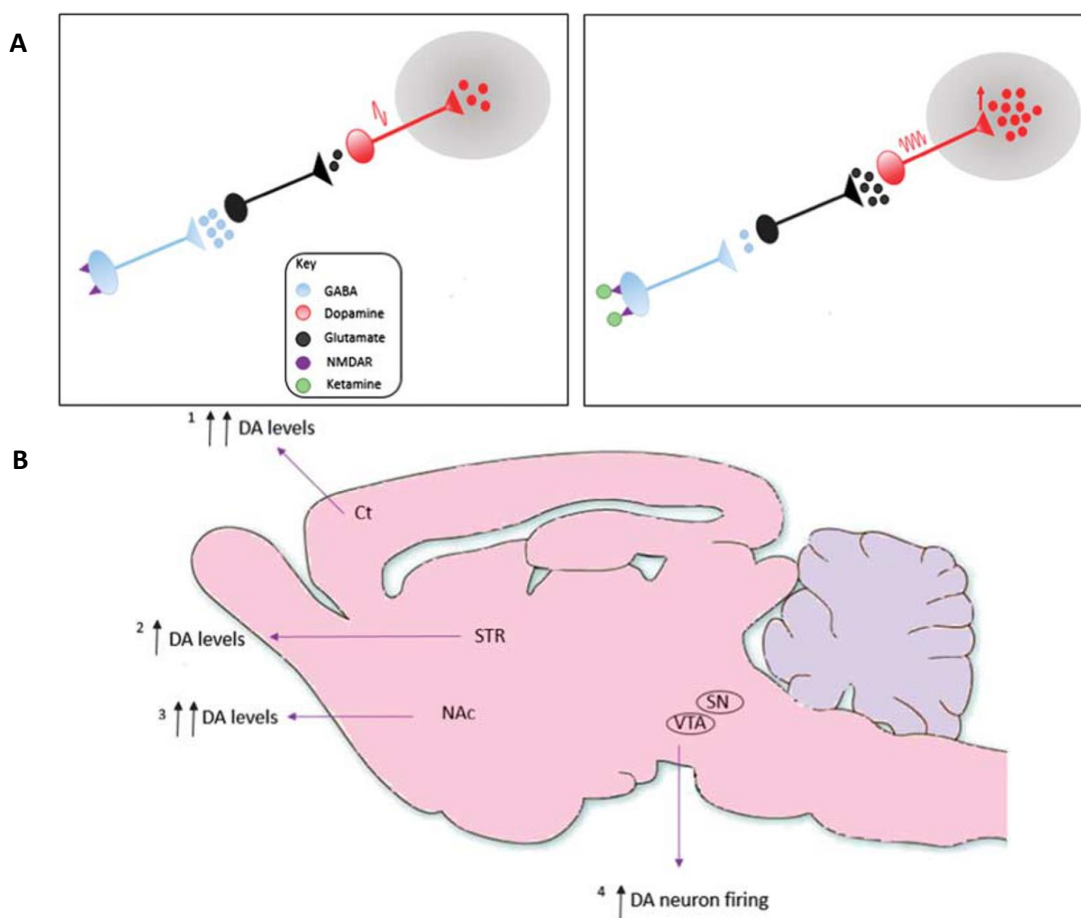 A
Key
GABA
Dopamine
Glutamate
NMDAR
Ketamine
B
1 ↑↑ DA levels
Ct
2 ↑ DA levels
STR
3 ↑↑ DA levels
NAc
SN
VTA
4 ↑ DA neuron firing